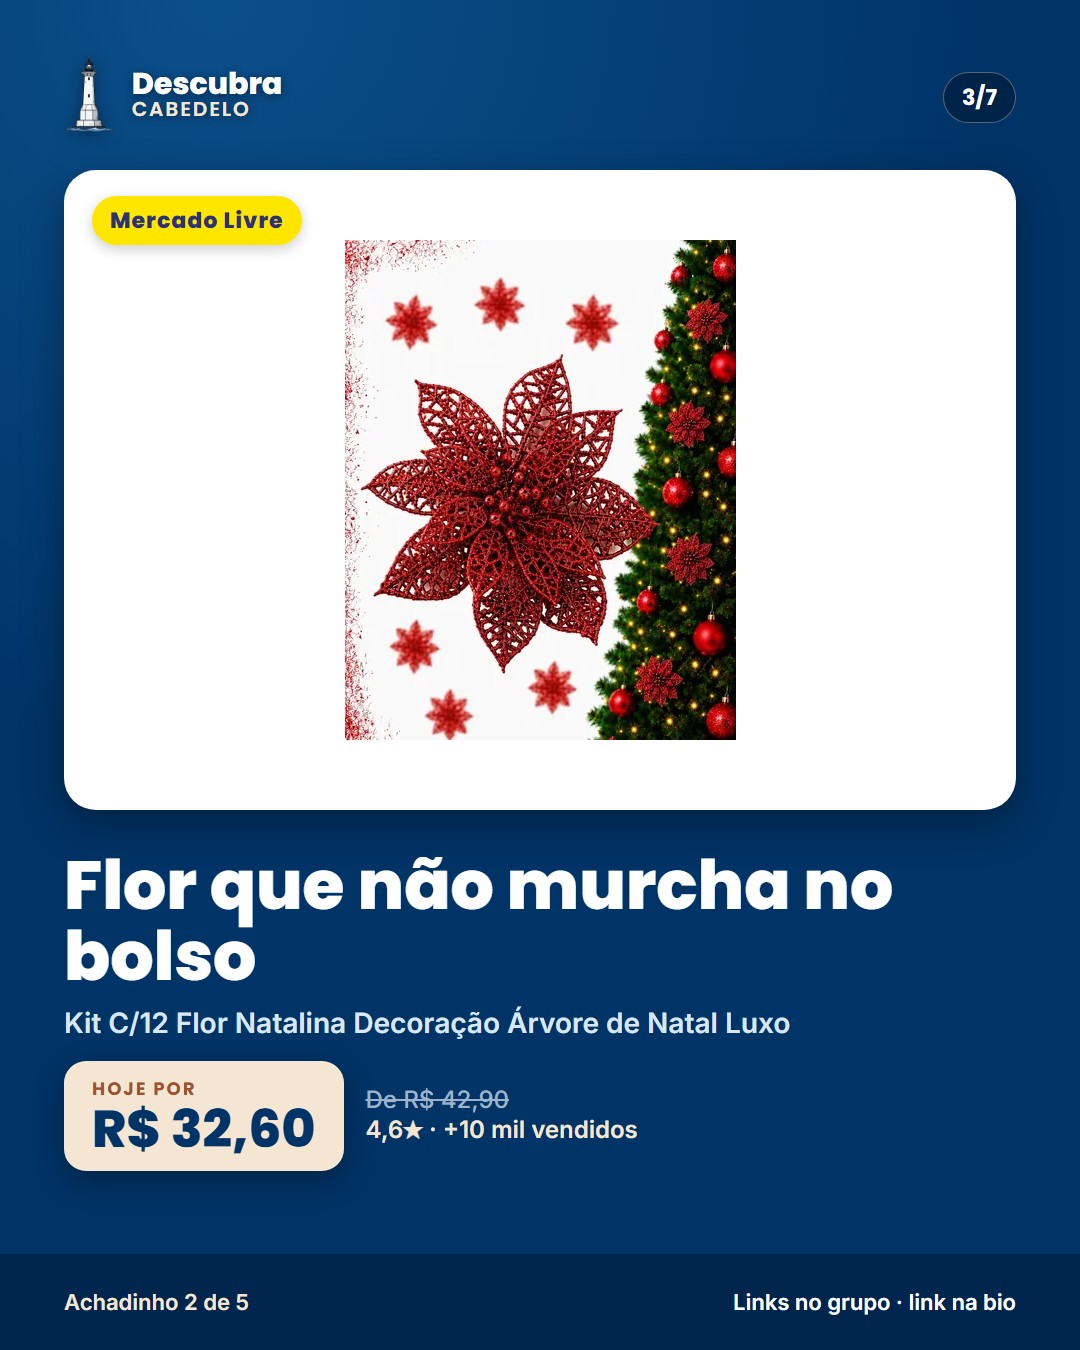 Descubra
CABEDELO
3/7
Mercado Livre
Flor que não murcha no
bolso
Kit C/12 Flor Natalina Decoração Árvore de Natal Luxo
HOJE POR
R$ 32,60
De R$ 42,90
4,6★ · +10 mil vendidos
Achadinho 2 de 5
Links no grupo · link na bio